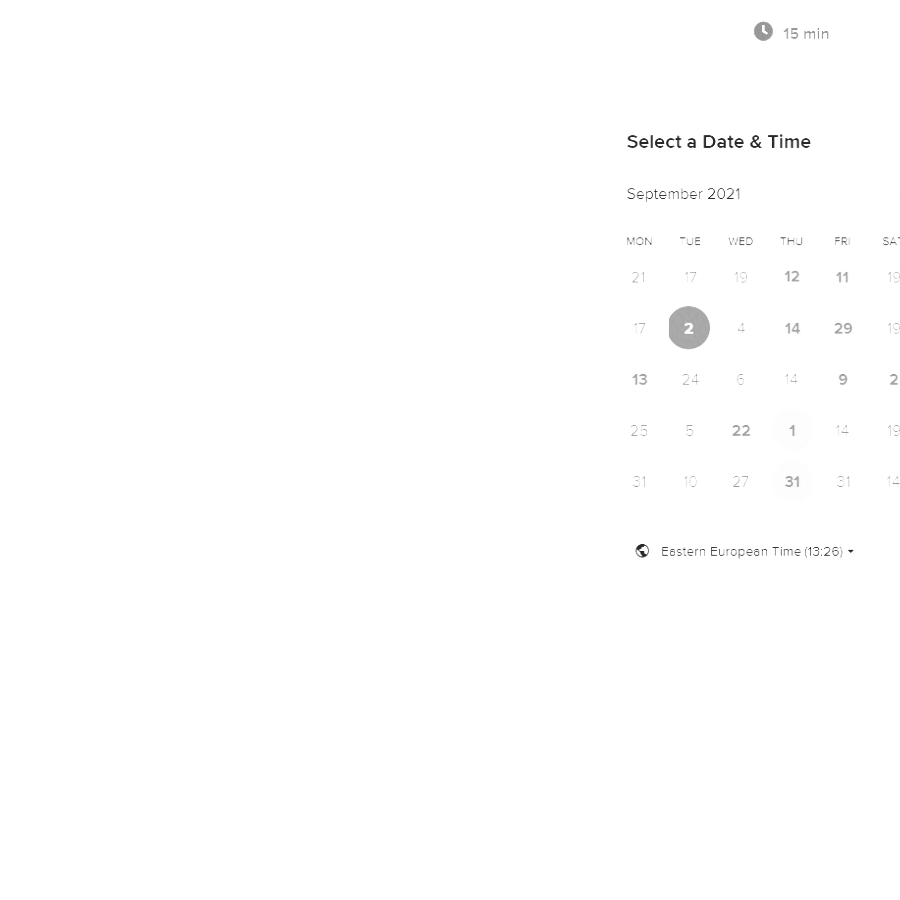 15 min
Select a Date & Time
September 2021
MON TUE WED THU FRI
21 17 19 12 11 19
17 2 4 14 29 19
13 24 6 14 9 2
25 5 22 1 14 19
31 10 27 31 31 14
Eastern European Time (13:26)